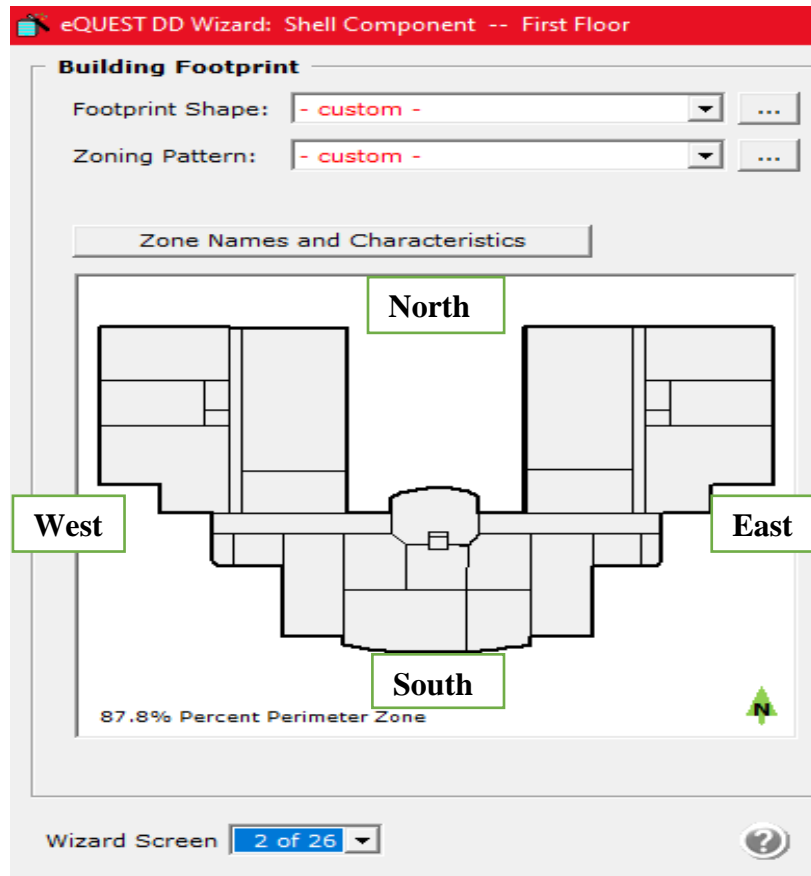 eQUEST DD Wizard: Shell Component -- First Floor
Building Footprint
Footprint Shape: - custom - ...
Zoning Pattern: - custom - ...
Zone Names and Characteristics
North
West
East
South
87.8% Percent Perimeter Zone
N
Wizard Screen 2 of 26 ?